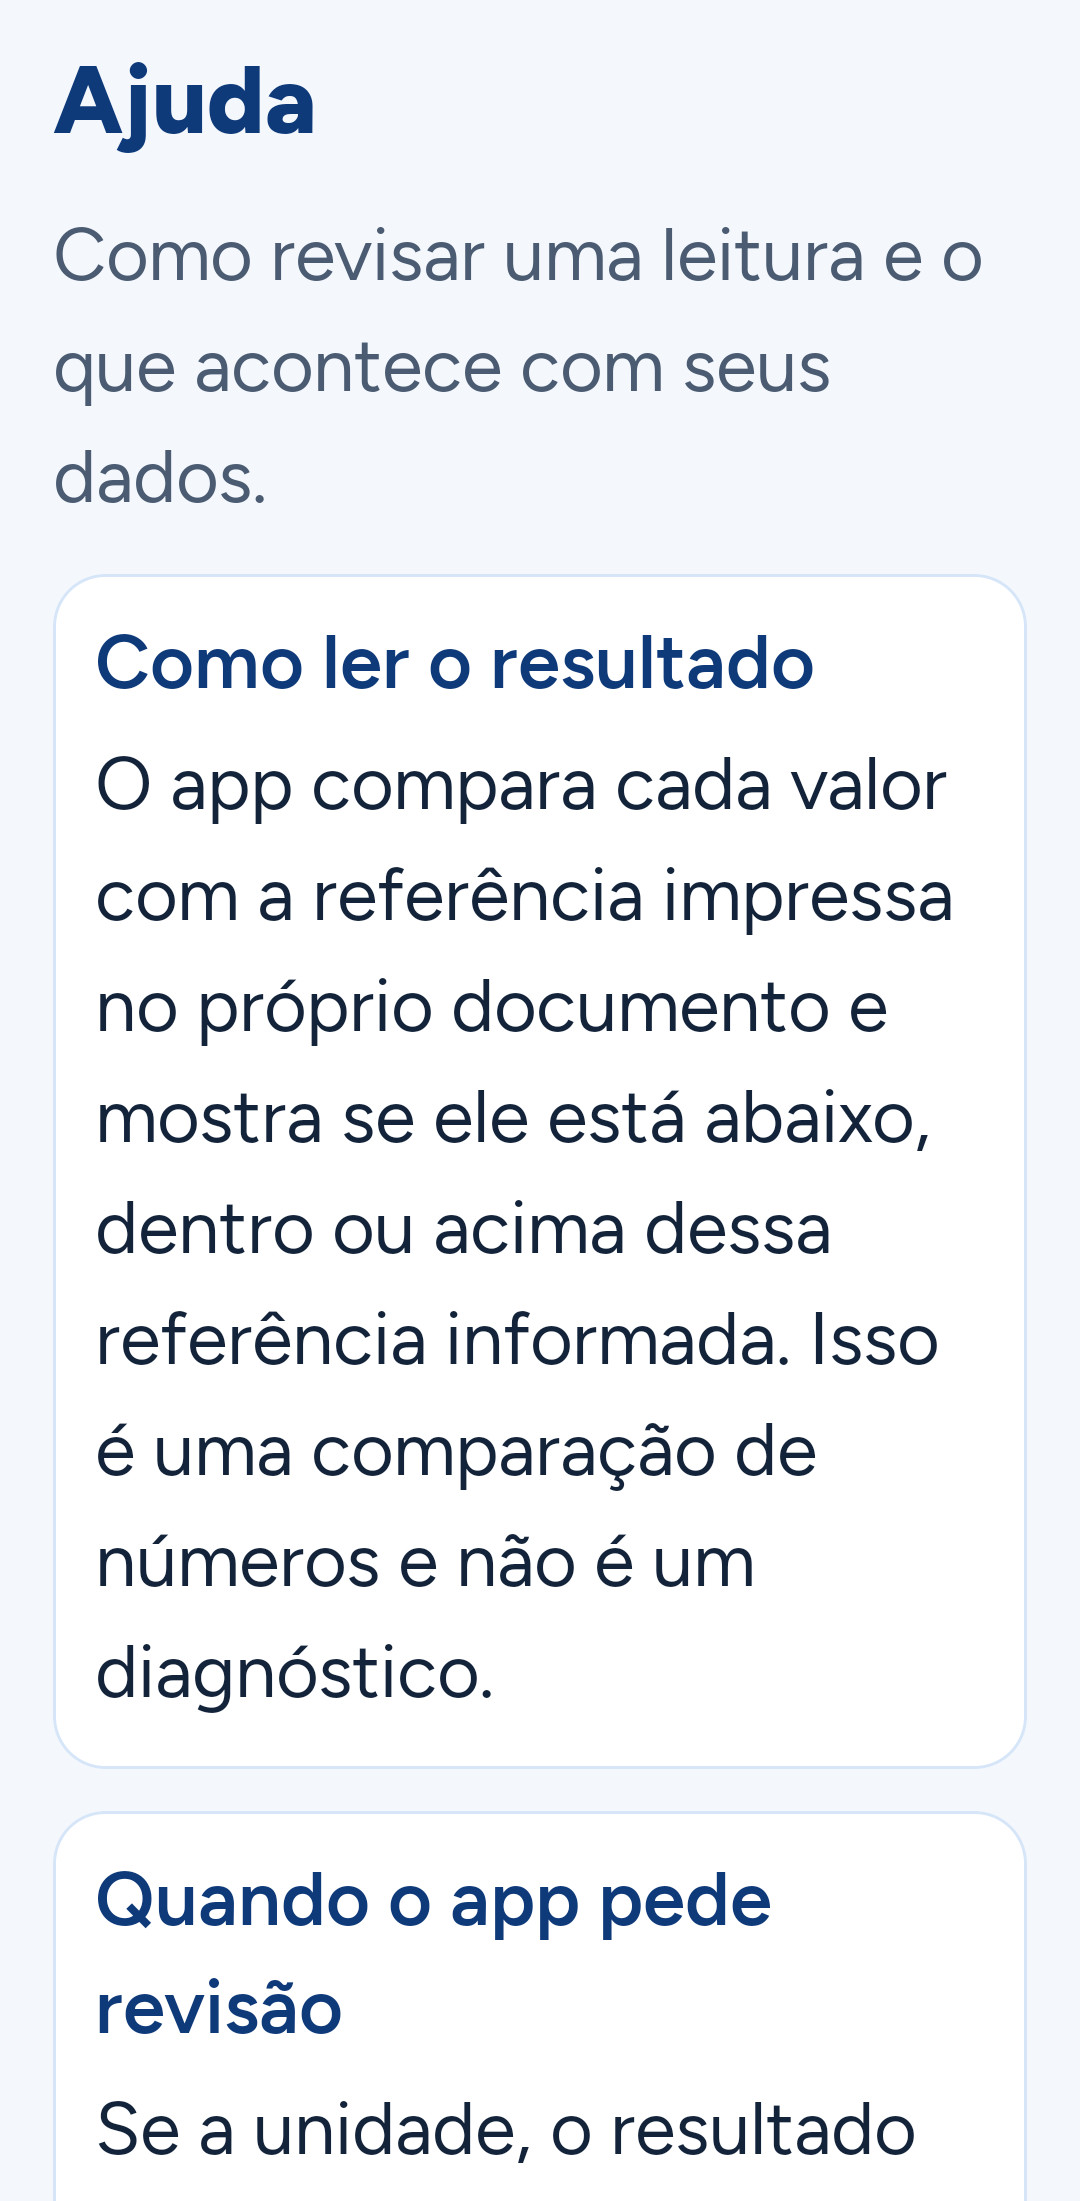 Ajuda
Como revisar uma leitura e o
que acontece com seus
dados.
Como ler o resultado
O app compara cada valor
com a referência impressa
no próprio documento e
mostra se ele está abaixo,
dentro ou acima dessa
referência informada. Isso
é uma comparação de
números e não é um
diagnóstico.
Quando o app pede
revisão
Se a unidade, o resultado